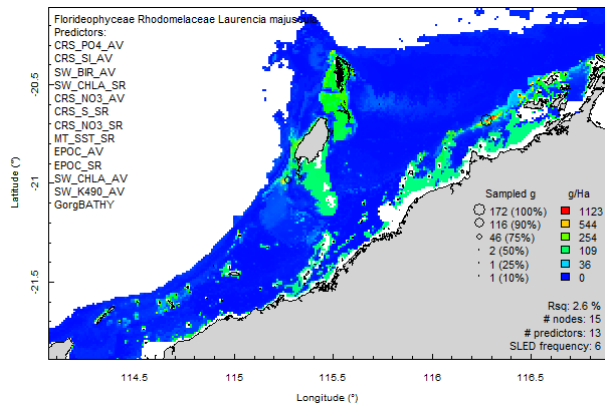 Florideophyceae Rhodomelaceae Laurencia majuscula
Predictors:
CRS_PO4_AV
CRS_SI_AV
SW_BIR_AV
SW_CHLA_SR
CRS_NO3_AV
CRS_S_SR
CRS_NO3_SR
MT_SST_SR
EPOC_AV
EPOC_SR
SW_CHLA_AV
SW_K490_AV
GorgBATHY
-20.5
-21
-21.5
Latitude (°)
Sampled g g/Ha
172 (100%) 1123
116 (90%) 544
46 (75%) 254
2 (50%) 109
1 (25%) 36
1 (10%) 0
Rsq: 2.6 %
# nodes: 15
# predictors: 13
SLED frequency: 6
114.5 115 115.5 116 116.5
Longitude (°)